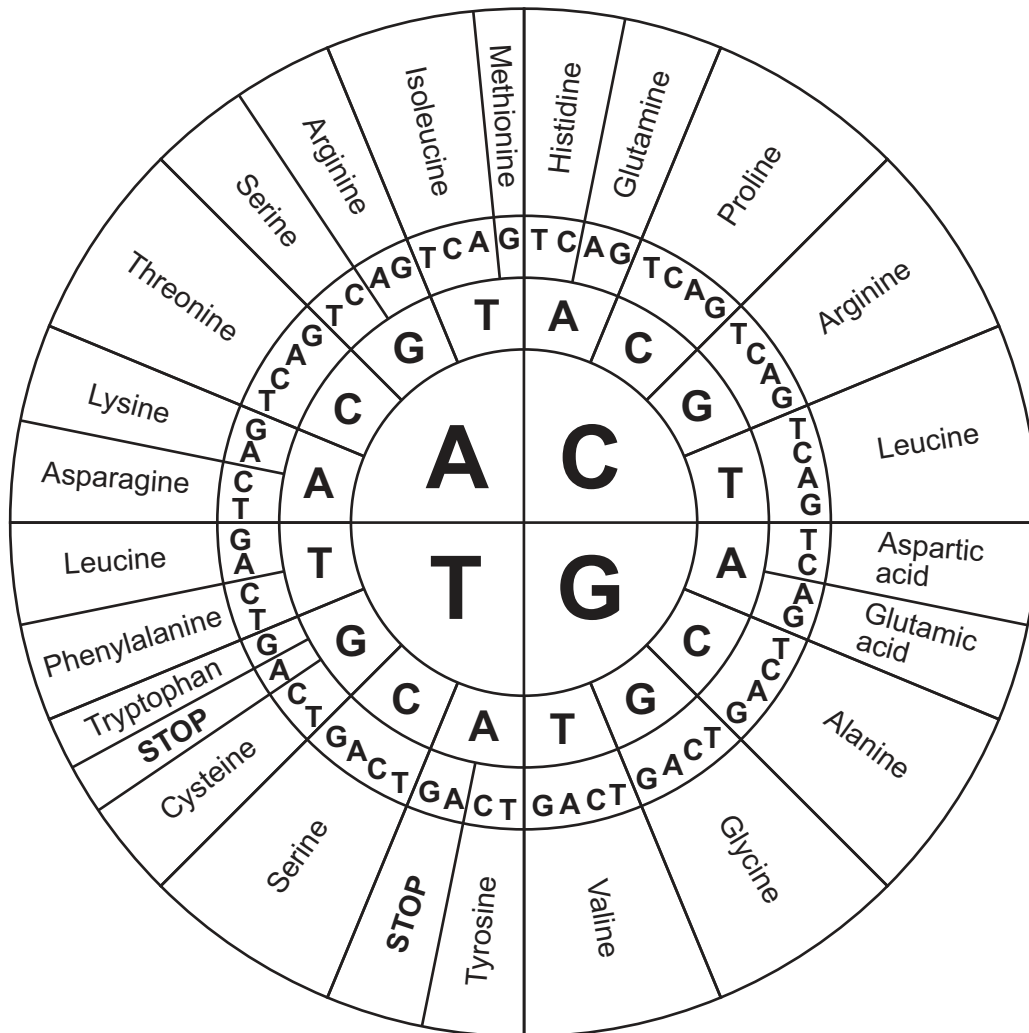 Histidine
Glutamine
Proline
Arginine
Leucine
Aspartic
acid
Glutamic
acid
Alanine
Glycine
Valine
Tyrosine
STOP
Serine
Cysteine
STOP
Tryptophan
Phenylalanine
Leucine
Asparagine
Lysine
Threonine
Serine
Arginine
Isoleucine
Methionine
T C
A G
T C A G
T C A G
T C A G
T C
A G
T C A G
T C A G
T C A G
T C
A G
T C A G
T C
A
G
T C
A G
T C
A G
T C A G
T C
A G
T C A
G
A C G T
A C G T
A C G T
A C G T
A C
T G